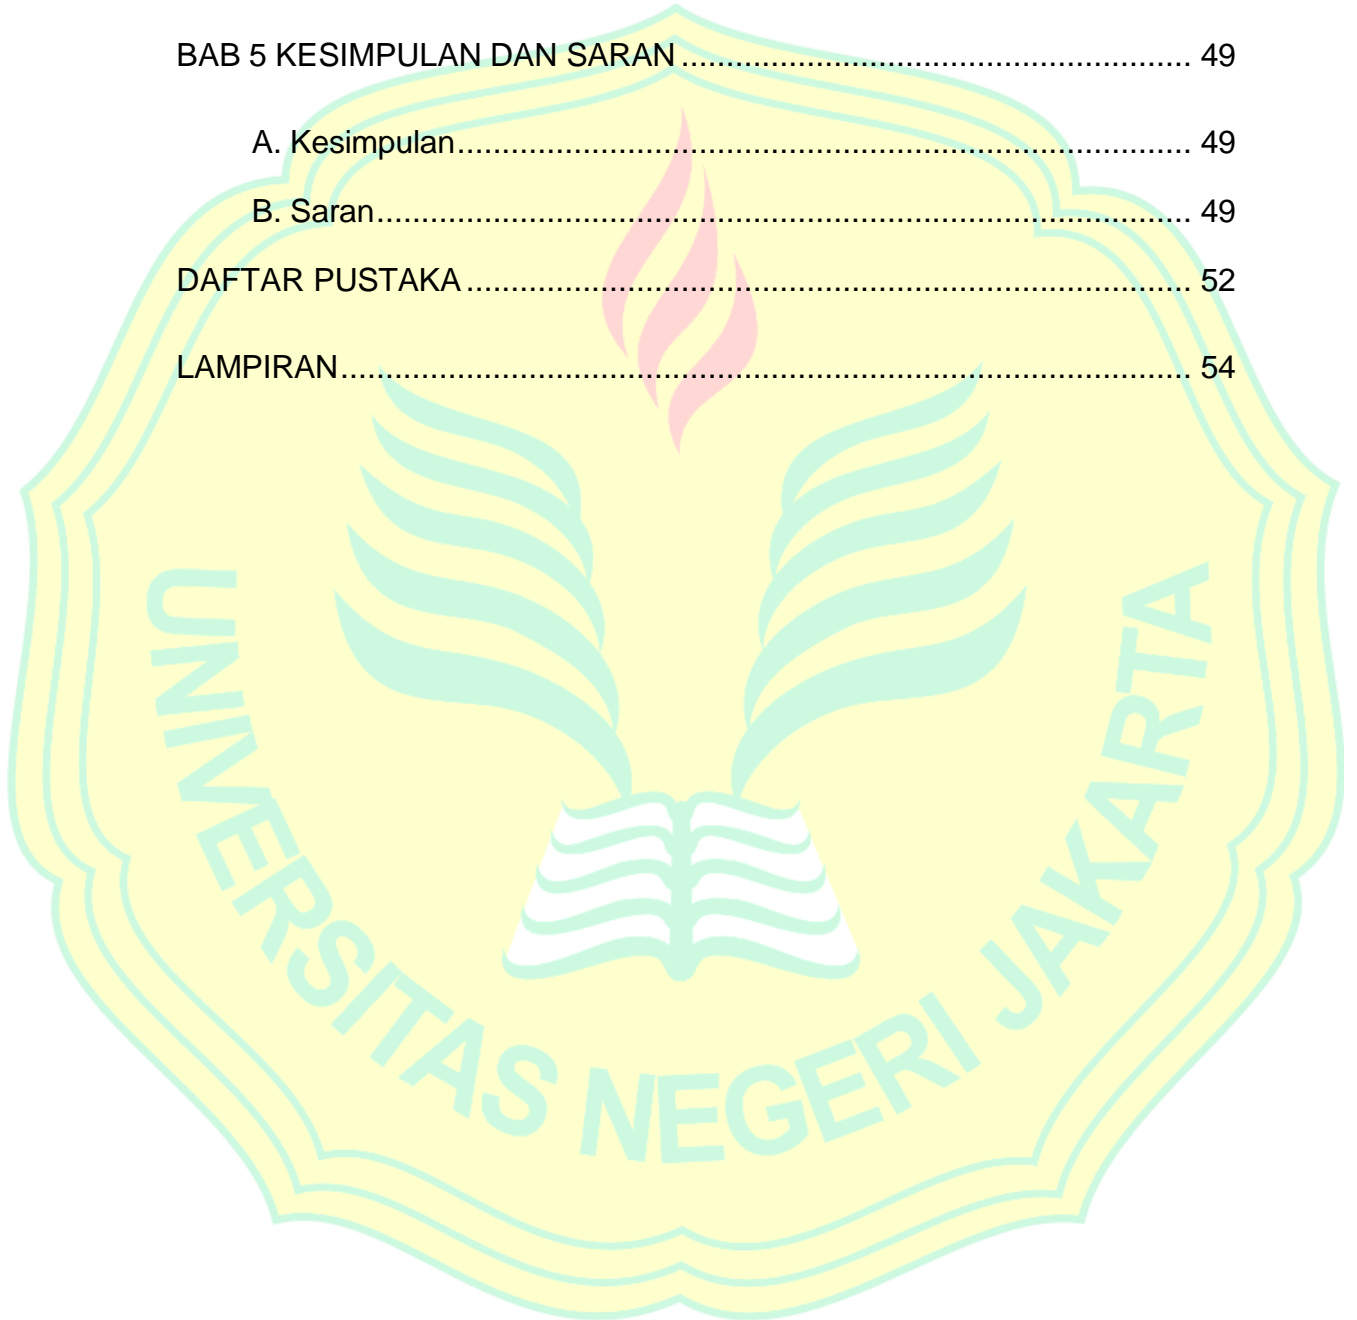 BAB 5 KESIMPULAN DAN SARAN ......................................................... 49
A. Kesimpulan.................................................................................. 49
B. Saran........................................................................................... 49
DAFTAR PUSTAKA ................................................................................. 52
LAMPIRAN............................................................................................... 54
UNIVERSITAS NEGERI JAKARTA